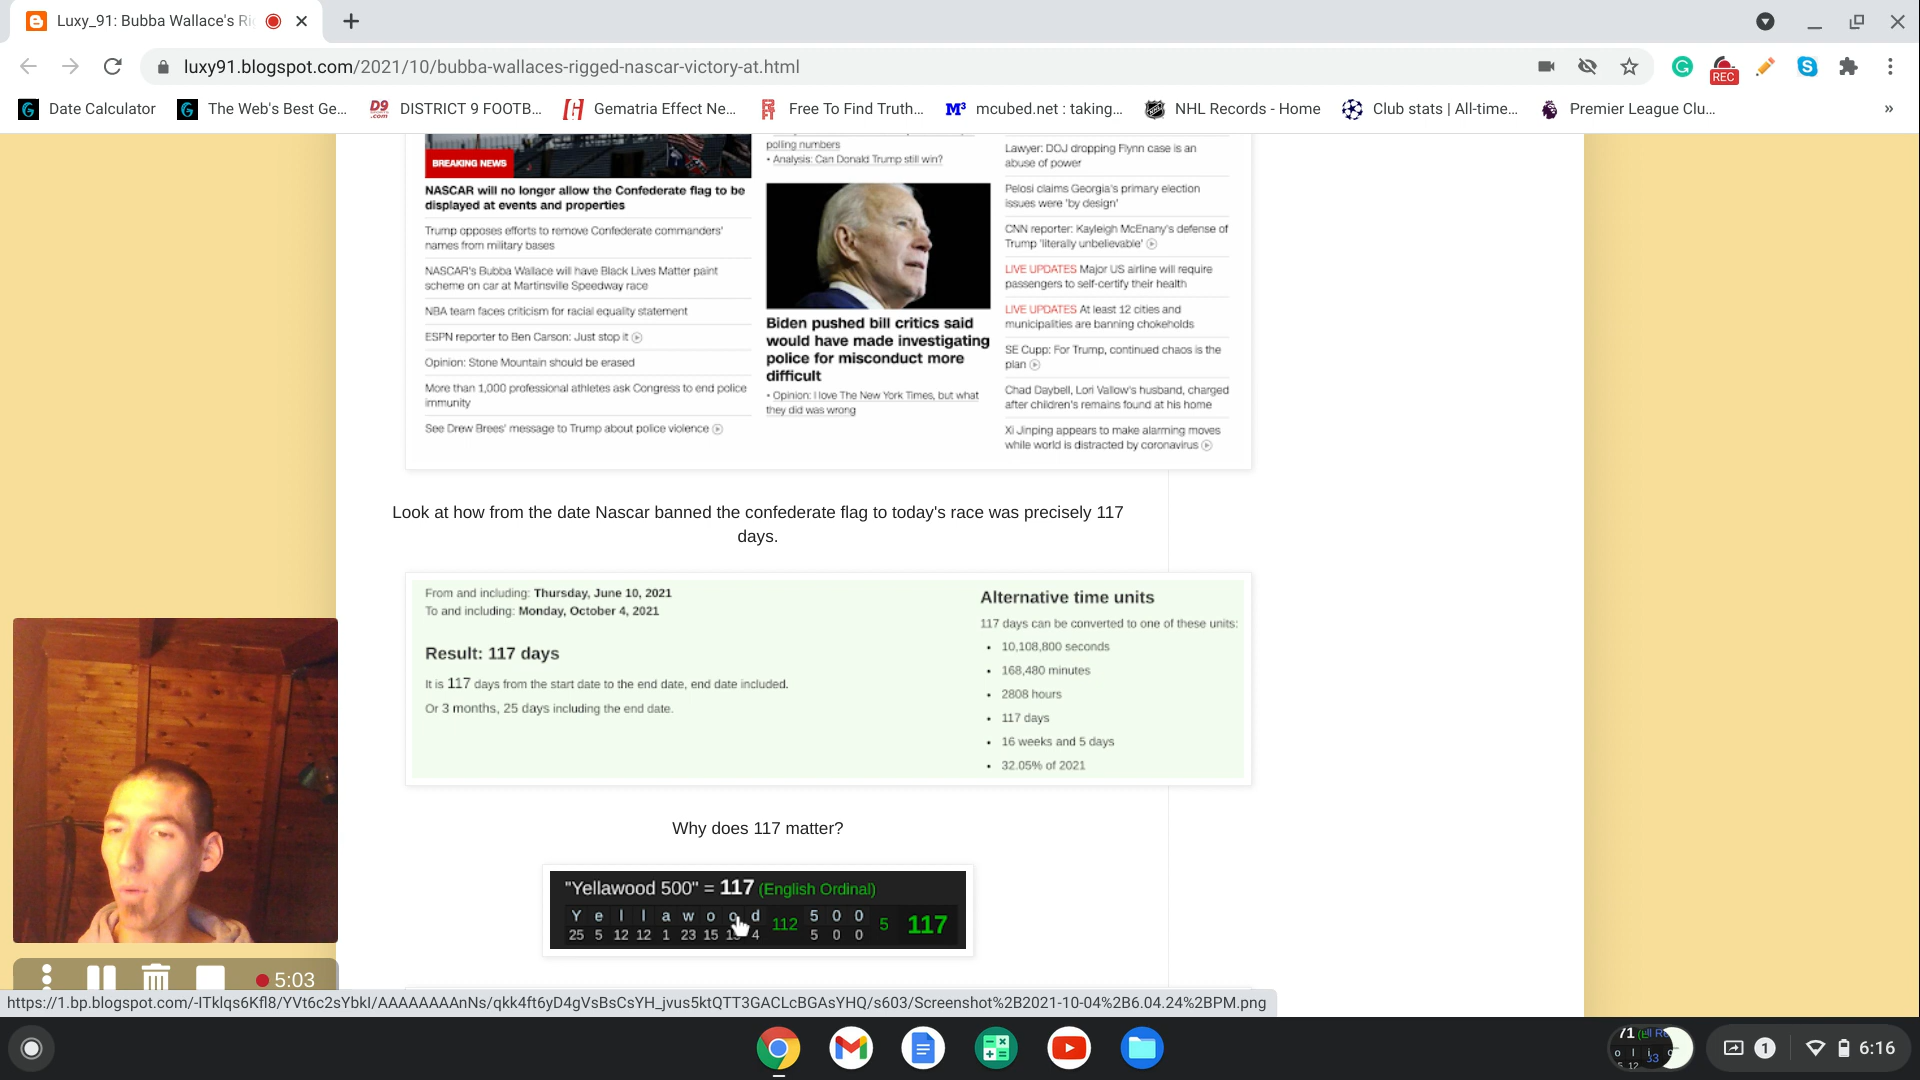 Luxy_91: Bubba Wallace's Ri
luxy91.blogspot.com/2021/10/bubba-wallaces-rigged-nascar-victory-at.html
REC
Date Calculator
The Web's Best Ge...
D9
.com
DISTRICT 9 FOOTB...
Gematria Effect Ne...
Free To Find Truth...
M³
mcubed.net : taking...
NHL Records - Home
Club stats | All-time...
Premier League Clu...
»
BREAKING NEWS
NASCAR will no longer allow the Confederate flag to be
displayed at events and properties
Trump opposes efforts to remove Confederate commanders'
names from military bases
NASCAR's Bubba Wallace will have Black Lives Matter paint
scheme on car at Martinsville Speedway race
NBA team faces criticism for racial equality statement
ESPN reporter to Ben Carson: Just stop it
Opinion: Stone Mountain should be erased
More than 1,000 professional athletes ask Congress to end police
immunity
See Drew Brees' message to Trump about police violence
polling numbers
• Analysis: Can Donald Trump still win?
Biden pushed bill critics said
would have made investigating
police for misconduct more
difficult
• Opinion: I love The New York Times, but what
they did was wrong
Lawyer: DOJ dropping Flynn case is an
abuse of power
Pelosi claims Georgia's primary election
issues were 'by design'
CNN reporter: Kayleigh McEnany's defense of
Trump 'literally unbelievable'
LIVE UPDATES Major US airline will require
passengers to self-certify their health
LIVE UPDATES At least 12 cities and
municipalities are banning chokeholds
SE Cupp: For Trump, continued chaos is the
plan
Chad Daybell, Lori Vallow's husband, charged
after children's remains found at his home
Xi Jinping appears to make alarming moves
while world is distracted by coronavirus
Look at how from the date Nascar banned the confederate flag to today's race was precisely 117
days.
From and including: Thursday, June 10, 2021
To and including: Monday, October 4, 2021
Result: 117 days
It is 117 days from the start date to the end date, end date included.
Or 3 months, 25 days including the end date.
Alternative time units
117 days can be converted to one of these units:
• 10,108,800 seconds
• 168,480 minutes
• 2808 hours
• 117 days
• 16 weeks and 5 days
• 32.05% of 2021
Why does 117 matter?
"Yellawood 500" = 117 (English Ordinal)
Y e l l a w o o d 112 5 0 0 5 117
25 5 12 12 1 23 15 4 5 0 0
5:03
https://1.bp.blogspot.com/-ITklqs6Kfl8/YVt6c2sYbkI/AAAAAAAAnNs/qkk4ft6yD4gVsBsCsYH_jvus5ktQTT3GACLcBGAsYHQ/s603/Screenshot%2B2021-10-04%2B6.04.24%2BPM.png
71
1
6:16